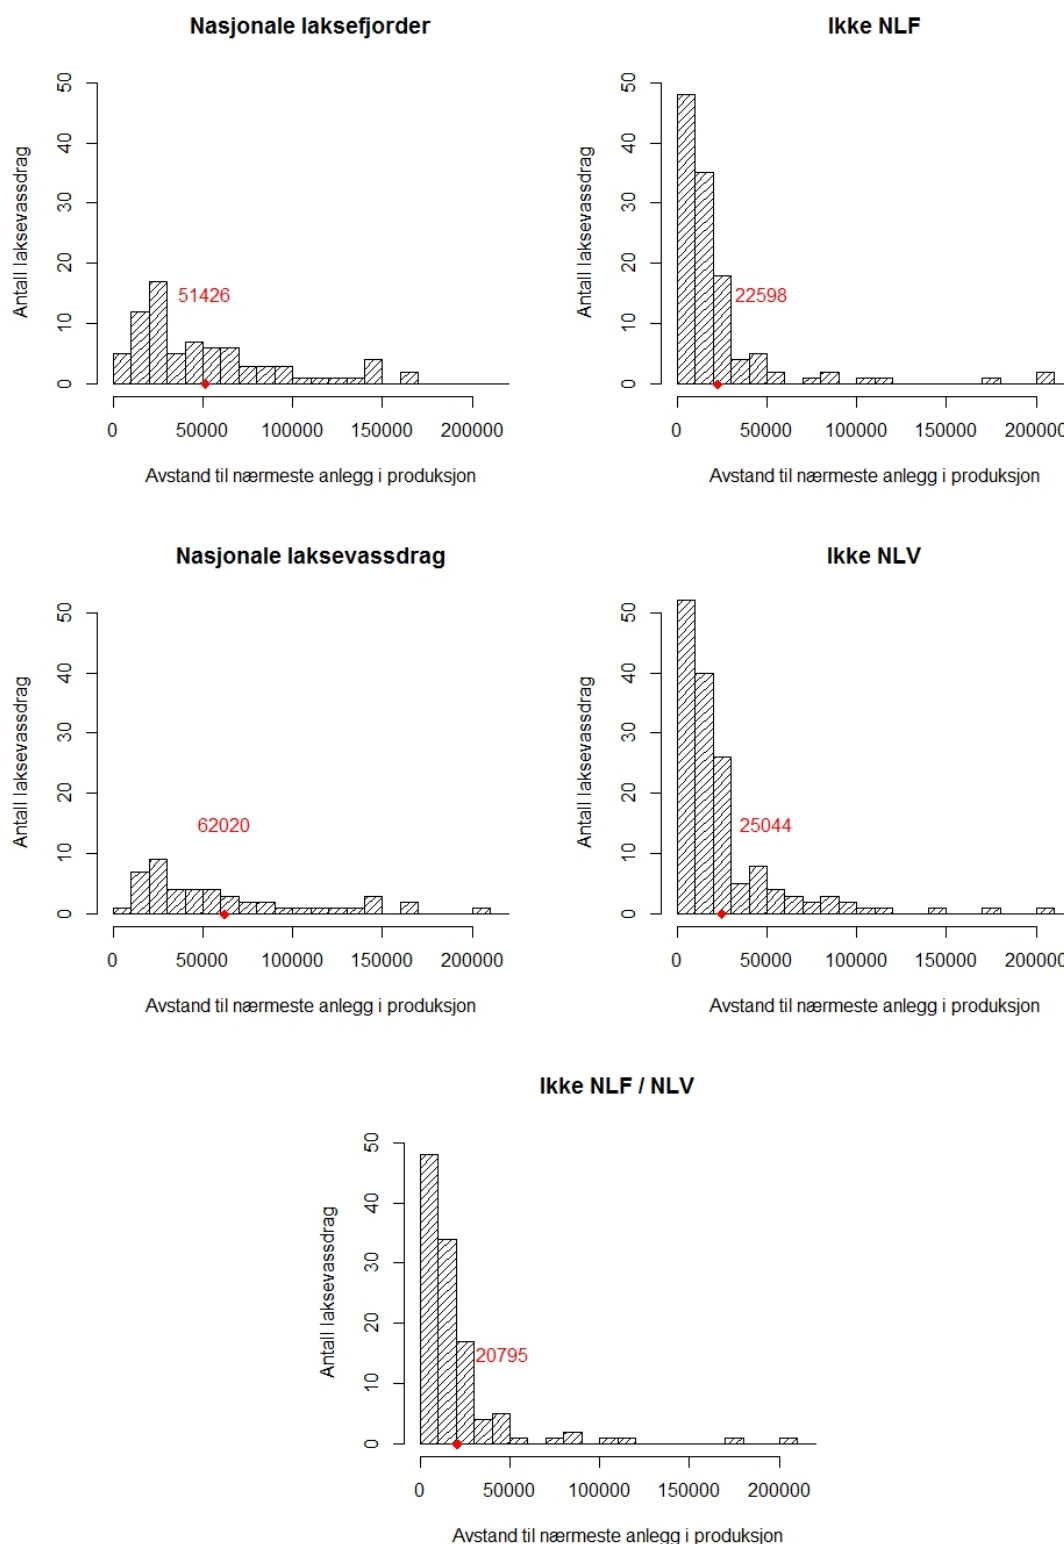 Nasjonale laksefjorder
Antall laksevassdrag
50
40
30
20
10
0
51426
0 50000 100000 150000 200000
Avstand til nærmeste anlegg i produksjon
Ikke NLF
Antall laksevassdrag
50
40
30
20
10
0
22598
0 50000 100000 150000 200000
Avstand til nærmeste anlegg i produksjon
Nasjonale laksevassdrag
Antall laksevassdrag
50
40
30
20
10
0
62020
0 50000 100000 150000 200000
Avstand til nærmeste anlegg i produksjon
Ikke NLV
Antall laksevassdrag
50
40
30
20
10
0
25044
0 50000 100000 150000 200000
Avstand til nærmeste anlegg i produksjon
Ikke NLF / NLV
Antall laksevassdrag
50
40
30
20
10
0
20795
0 50000 100000 150000 200000
Avstand til nærmeste anlegg i produksjon